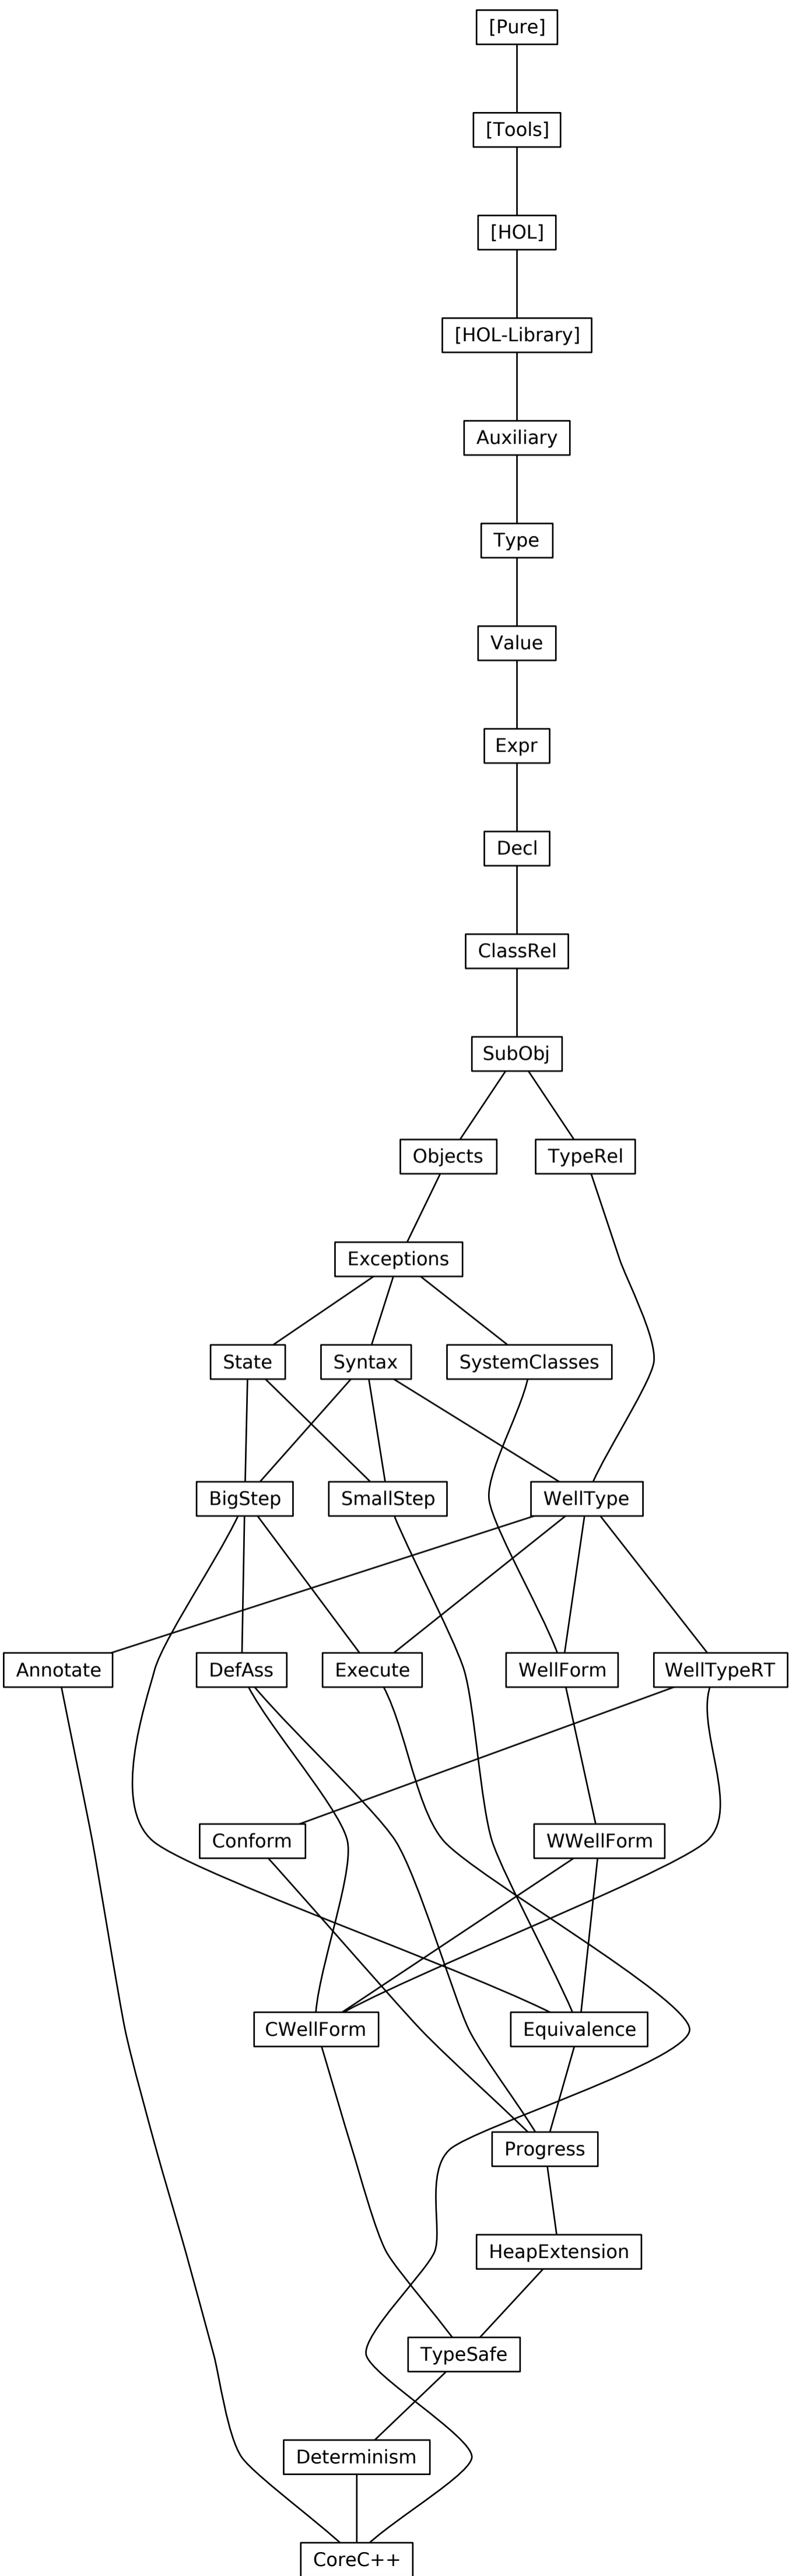 [Pure]
[Tools]
[HOL]
[HOL-Library]
Auxiliary
Type
Value
Expr
Decl
ClassRel
SubObj
Objects
TypeRel
Exceptions
State
Syntax
SystemClasses
BigStep
SmallStep
WellType
Annotate
DefAss
Execute
WellForm
WellTypeRT
Conform
WWellForm
CWellForm
Equivalence
Progress
HeapExtension
TypeSafe
Determinism
CoreC++